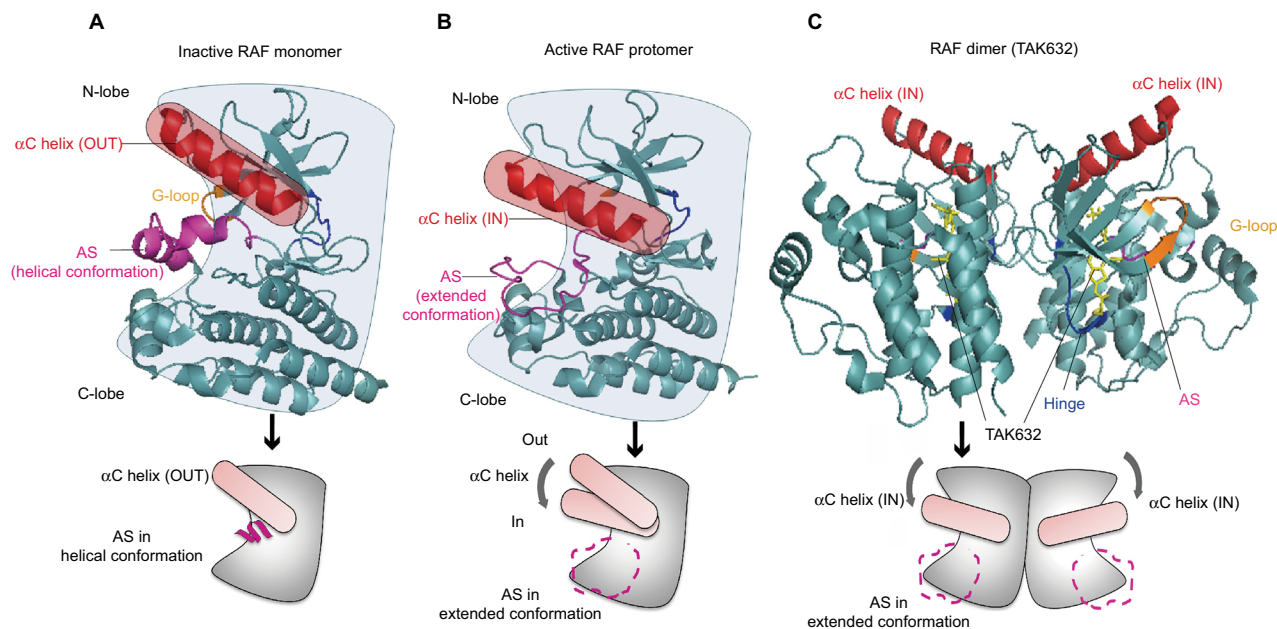 A
Inactive RAF monomer
N-lobe
αC helix (OUT)
G-loop
AS
(helical conformation)
C-lobe
αC helix (OUT)
AS in
helical conformation
B
Active RAF protomer
N-lobe
αC helix (IN)
AS
(extended
conformation)
C-lobe
Out
αC helix
In
AS in
extended conformation
C
RAF dimer (TAK632)
αC helix (IN)
αC helix (IN)
G-loop
Hinge
AS
TAK632
αC helix (IN)
αC helix (IN)
AS in
extended conformation